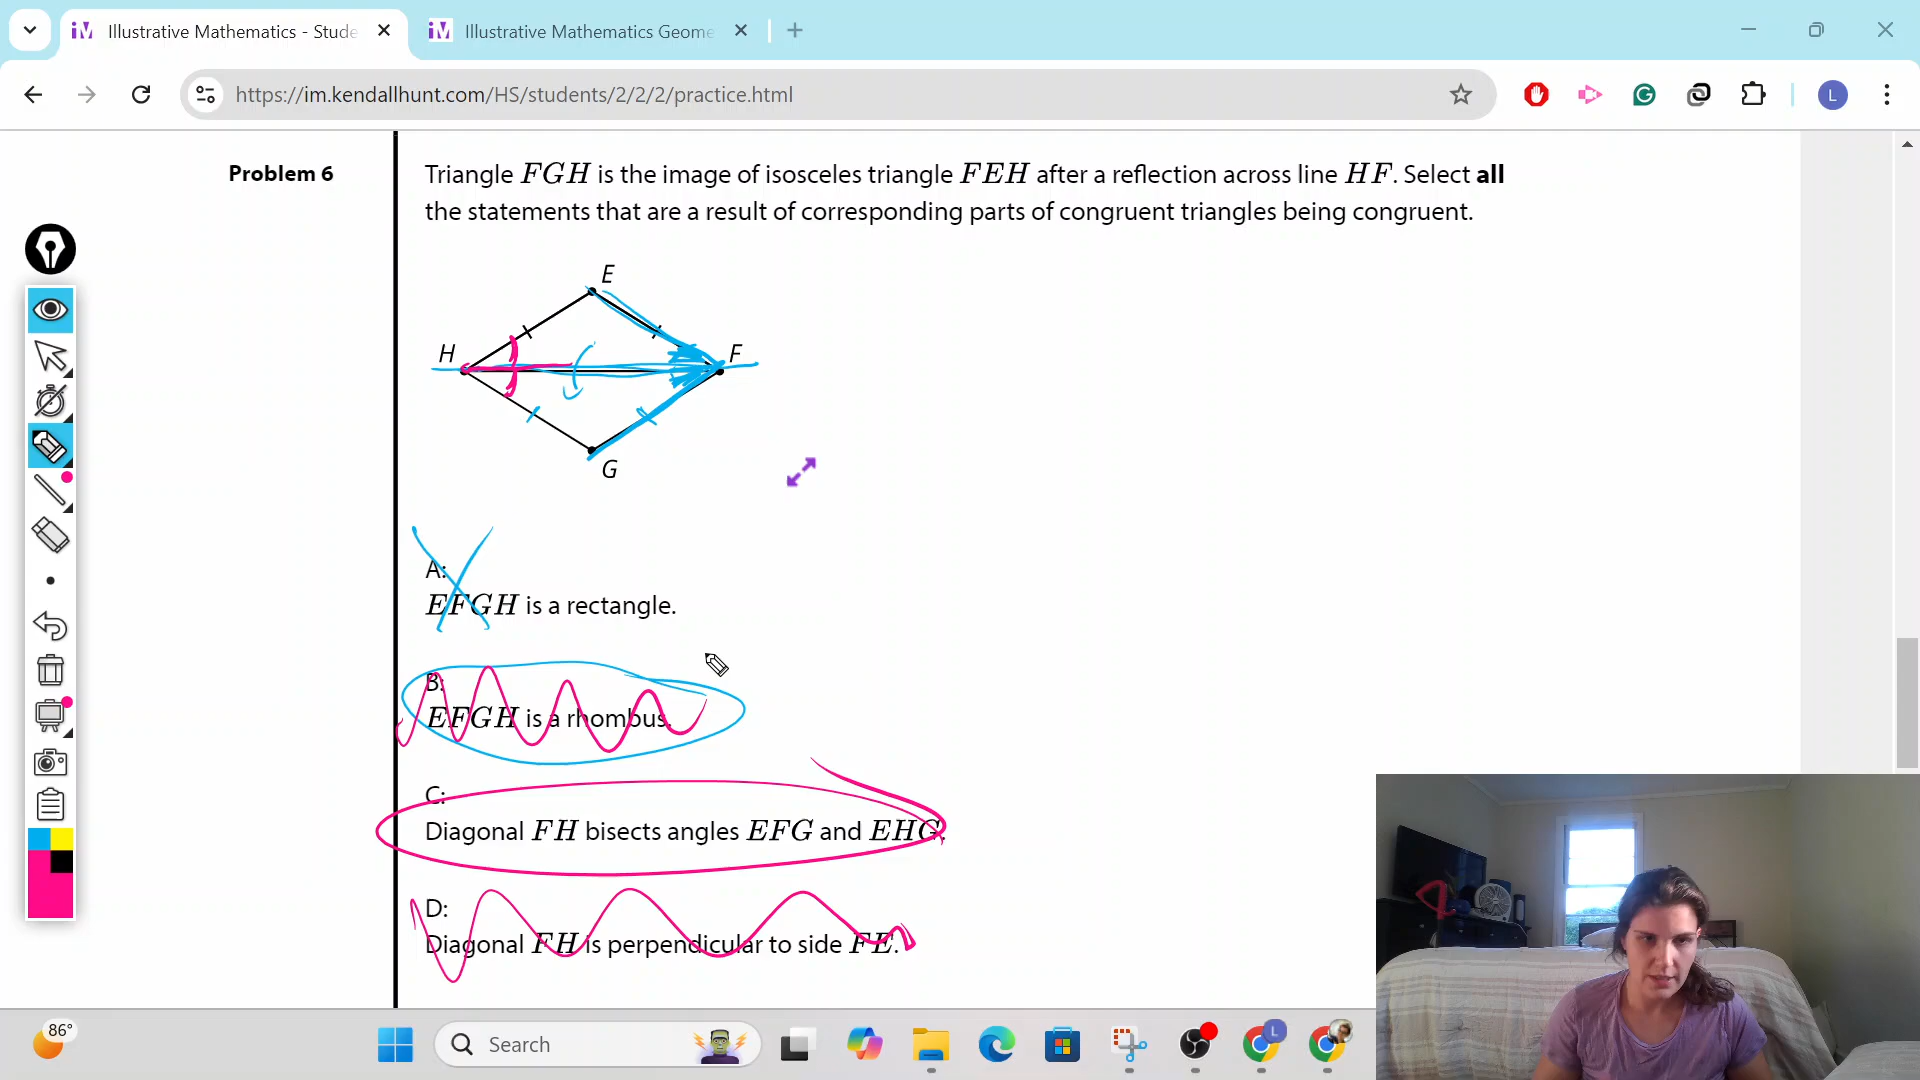 Illustrative Mathematics - Stude
Illustrative Mathematics Geome
https://im.kendallhunt.com/HS/students/2/2/2/practice.html
L
Problem 6
Triangle FGH is the image of isosceles triangle FEH after a reflection across line HF. Select all
the statements that are a result of corresponding parts of congruent triangles being congruent.
E
H
F
G
A:
EFGH is a rectangle.
B:
EFGH is a rhombus.
C:
Diagonal FH bisects angles EFG and EHG.
D:
Diagonal FH is perpendicular to side FE.
86°
Search
L